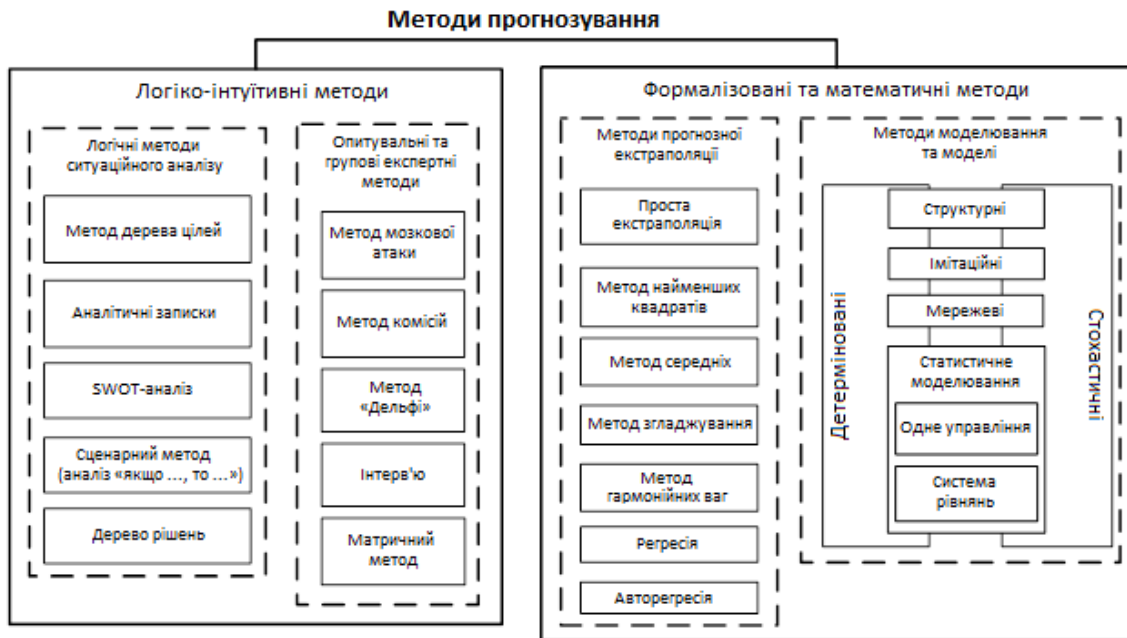 Методи прогнозування
Логіко-інтуїтивні методи
Логічні методи
ситуаційного аналізу
Метод дерева цілей
Аналітичні записки
SWOT-аналіз
Сценарний метод
(аналіз «якщо ..., то ...»)
Дерево рішень
Опитувальні та
групові експертні
методи
Метод мозкової
атаки
Метод комісій
Метод
«Дельфі»
Інтерв'ю
Матричний
метод
Формалізовані та математичні методи
Методи прогнозної
екстраполяції
Проста
екстраполяція
Метод найменших
квадратів
Метод середніх
Метод згладжування
Метод
гармонійних ваг
Регресія
Авторегресія
Методи моделювання
та моделі
Детерміновані
Структурні
Імітаційні
Мережеві
Статистичне
моделювання
Одне управління
Система
рівнянь
Стохастичні